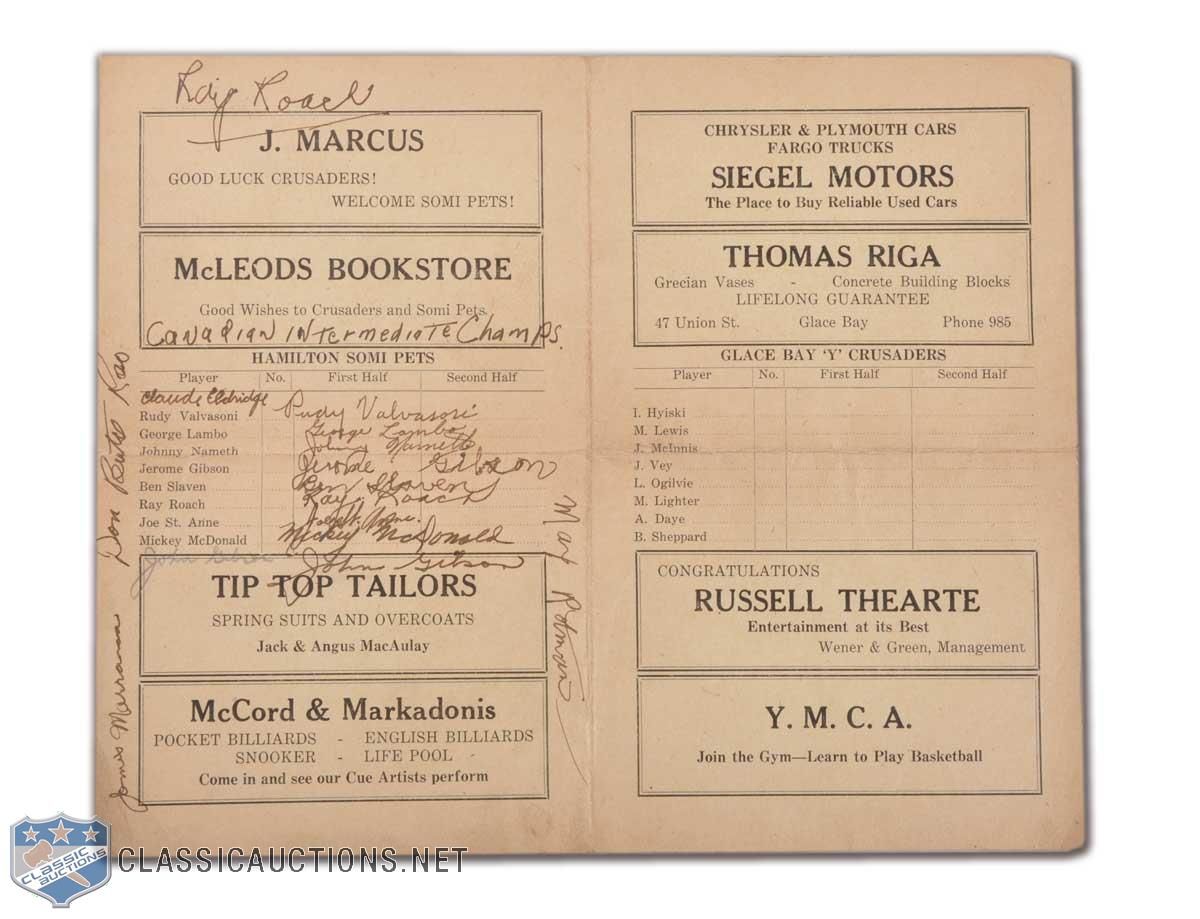 Ray Roach
J. MARCUS
GOOD LUCK CRUSADERS!
WELCOME SOMI PETS!
McLEODS BOOKSTORE
Good Wishes to Crusaders and Somi Pets.
Canadian Intermediate Champs.
HAMILTON SOMI PETS
Player No. First Half Second Half
Claude Eldridge
Rudy Valvasoni Rudy Valvasori
George Lambo George Lambo
Johnny Nameth Johnny Nameth
Jerome Gibson Jerome Gibson
Ben Slaven Ben Slaven
Ray Roach Ray Roach
Joe St. Anne Joe St. Anne
Mickey McDonald Mickey McDonald
John Gibson John Gibson
TIP TOP TAILORS
SPRING SUITS AND OVERCOATS
Jack & Angus MacAulay
McCord & Markadonis
POCKET BILLIARDS - ENGLISH BILLIARDS
SNOOKER - LIFE POOL -
Come in and see our Cue Artists perform
James
Don
May
CHRYSLER & PLYMOUTH CARS
FARGO TRUCKS
SIEGEL MOTORS
The Place to Buy Reliable Used Cars
THOMAS RIGA
Grecian Vases - Concrete Building Blocks
LIFELONG GUARANTEE
47 Union St. Glace Bay Phone 985
GLACE BAY 'Y' CRUSADERS
Player No. First Half Second Half
I. Hyiski
M. Lewis
J. McInnis
J. Vey
L. Ogilvie
M. Lighter
A. Daye
B. Sheppard
CONGRATULATIONS
RUSSELL THEARTE
Entertainment at its Best
Wener & Green, Management
Y. M. C. A.
Join the Gym—Learn to Play Basketball
CLASSIC AUCTIONS
CLASSICAUCTIONS.NET